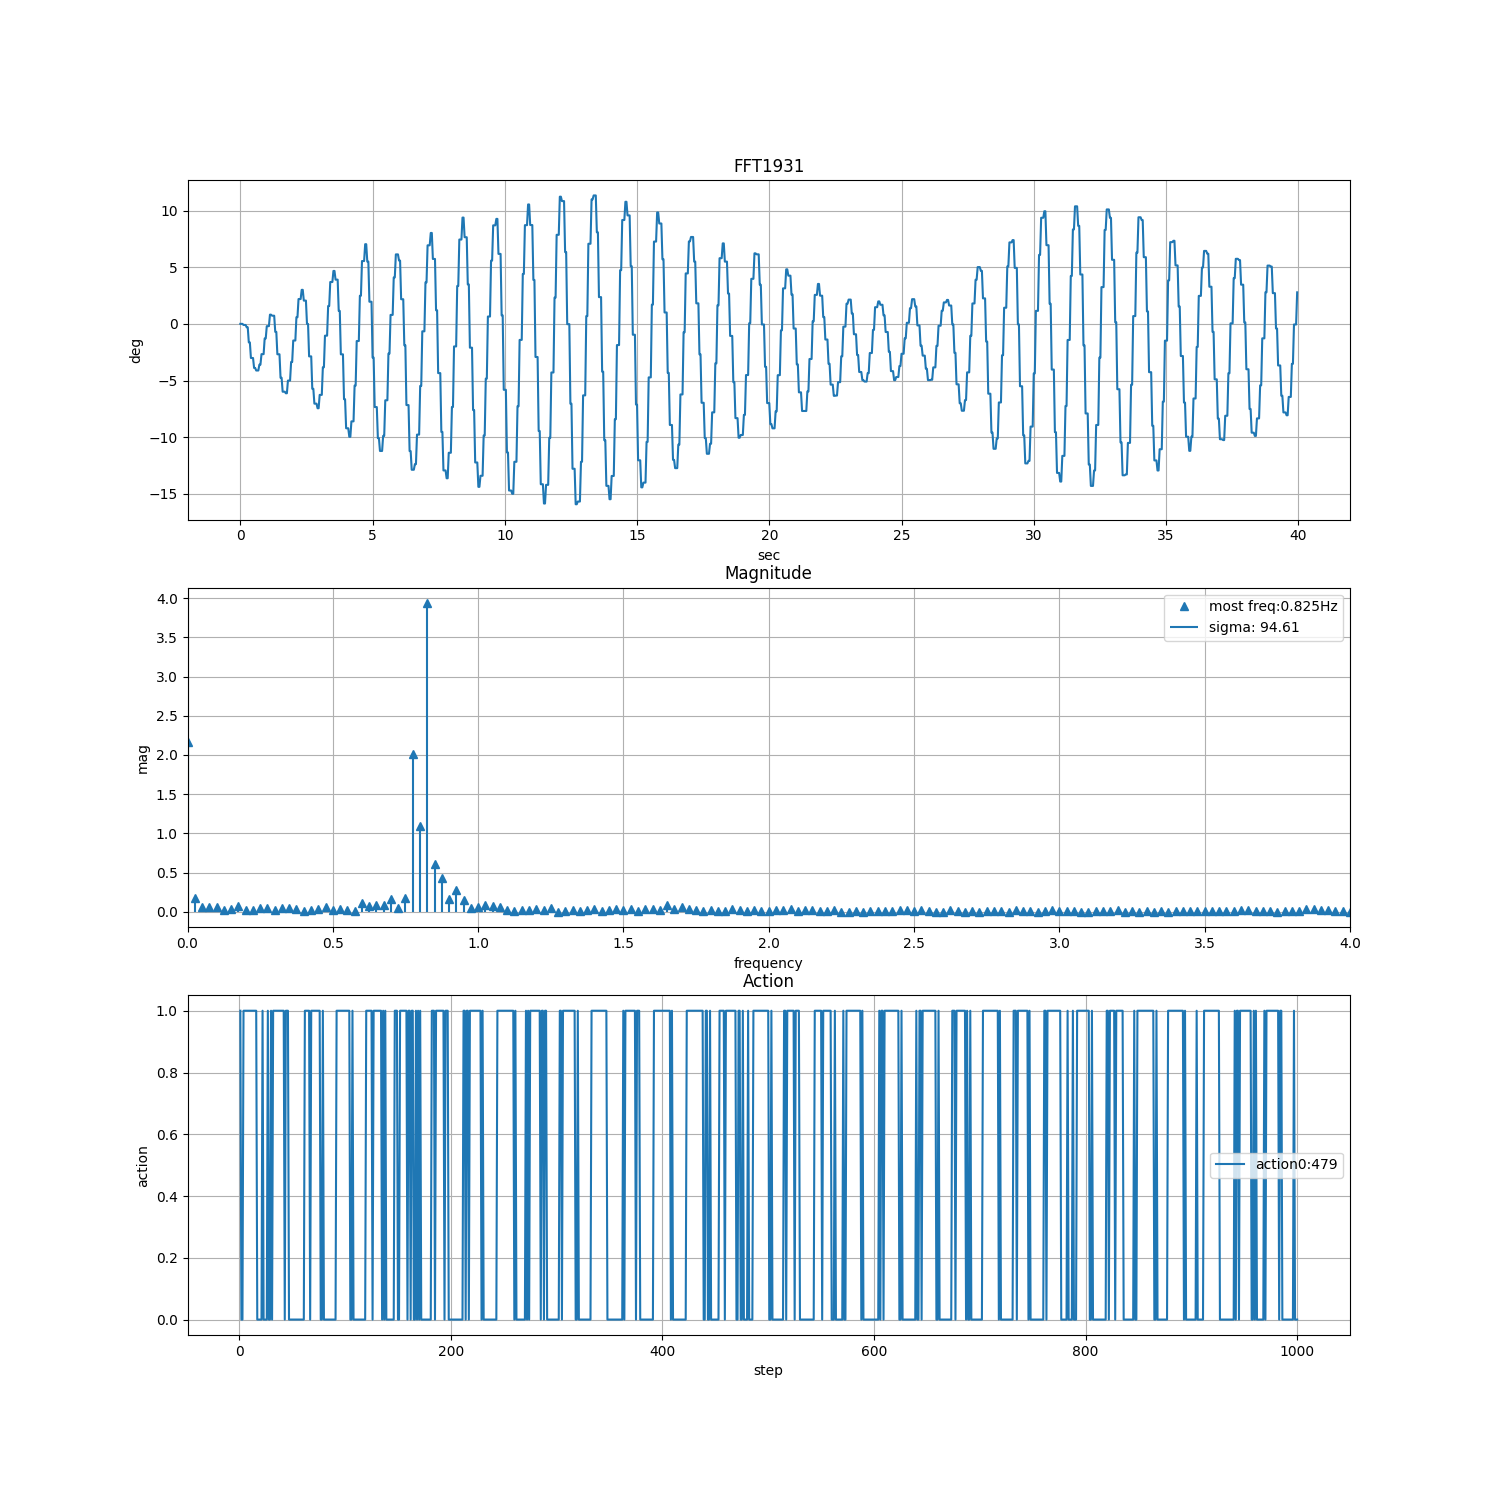 FFT1931
deg
10
5
0
−5
−10
−15
0 5 10 15 20 25 30 35 40
sec
Magnitude
mag
4.0
3.5
3.0
2.5
2.0
1.5
1.0
0.5
0.0
most freq:0.825Hz
sigma: 94.61
0.0 0.5 1.0 1.5 2.0 2.5 3.0 3.5 4.0
frequency
Action
action
1.0
0.8
0.6
0.4
0.2
0.0
action0:479
0 200 400 600 800 1000
step